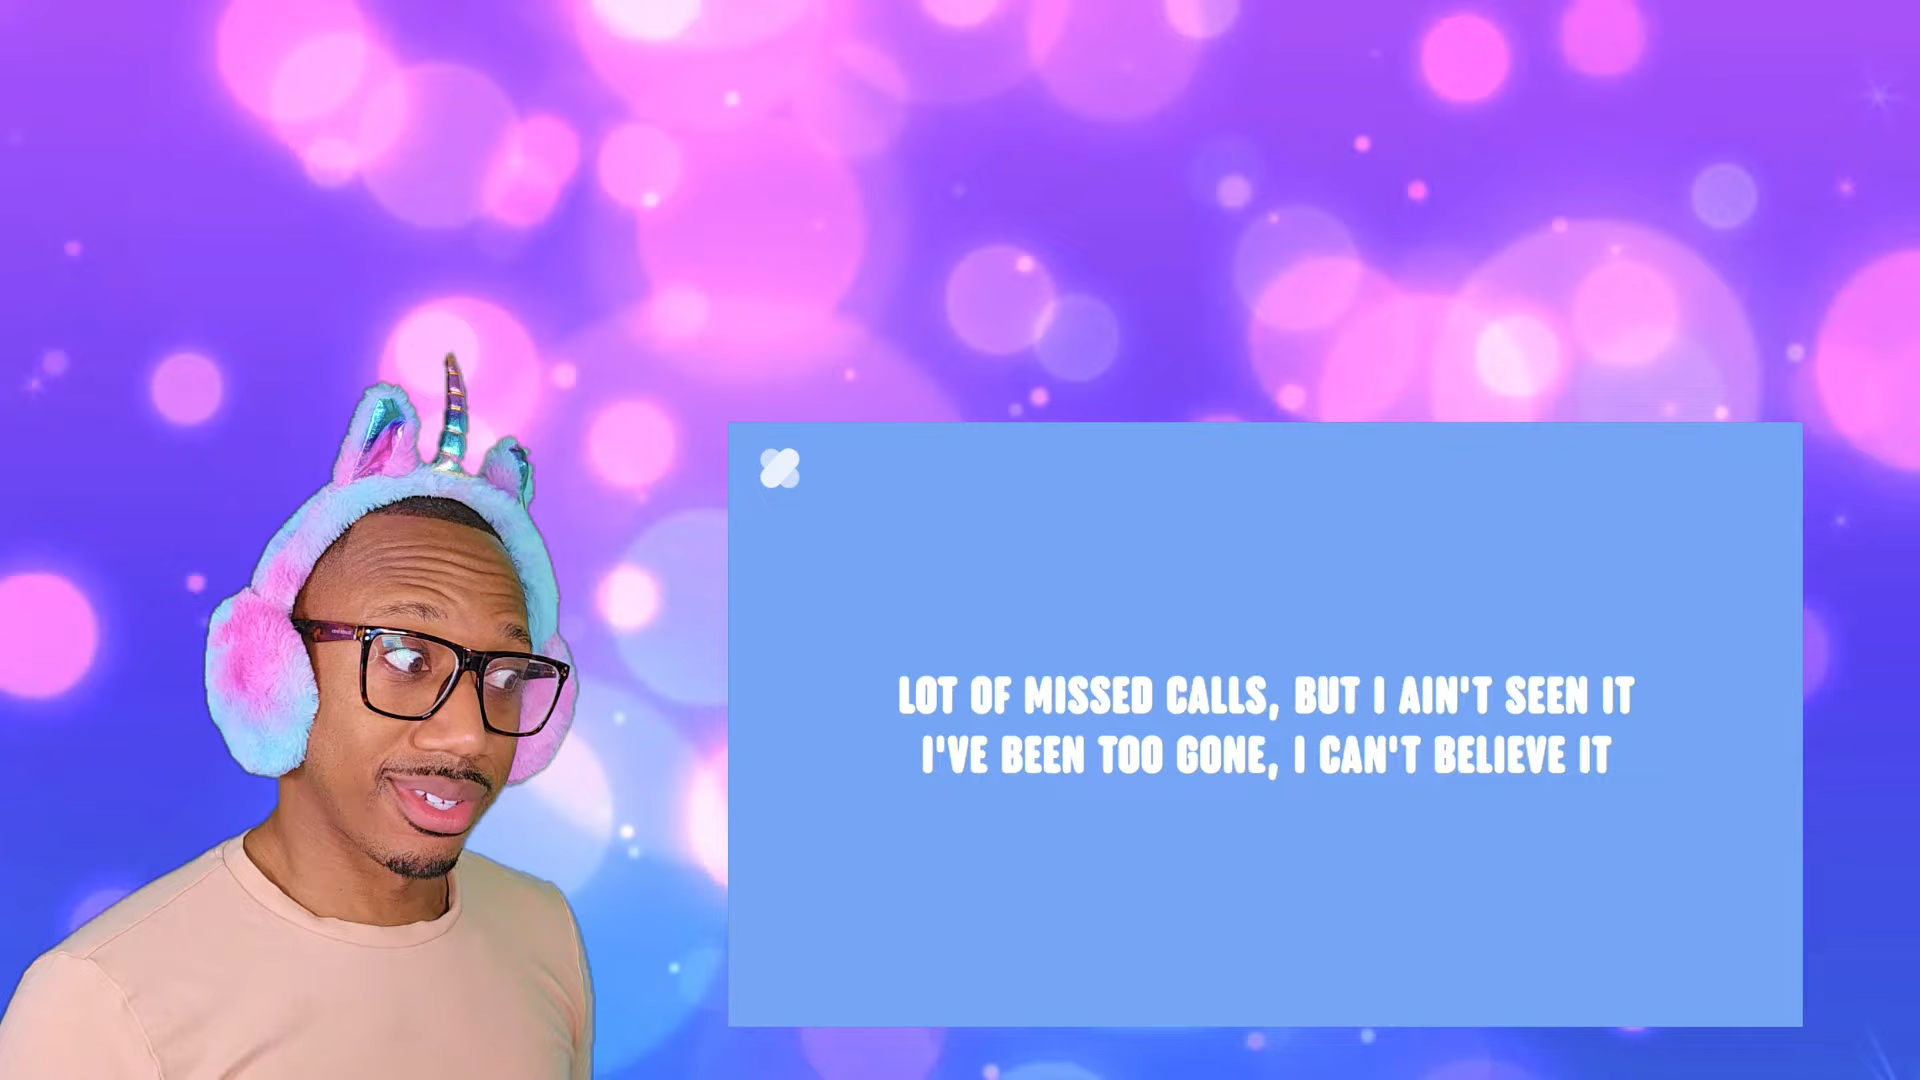 LOT OF MISSED CALLS, BUT I AIN'T SEEN IT
I'VE BEEN TOO GONE, I CAN'T BELIEVE IT